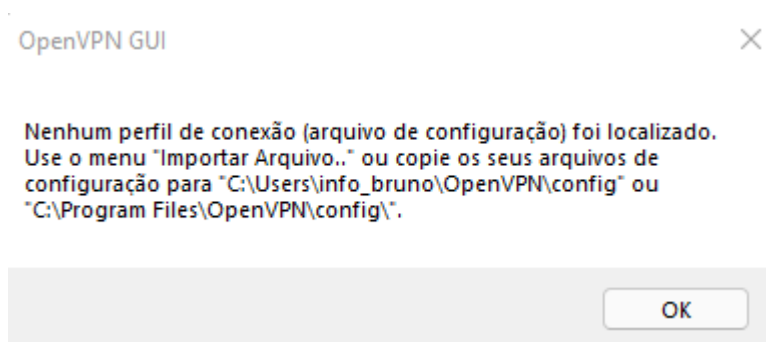 OpenVPN GUI
Nenhum perfil de conexão (arquivo de configuração) foi localizado.
Use o menu "Importar Arquivo.." ou copie os seus arquivos de
configuração para "C:\Users\info_bruno\OpenVPN\config" ou
"C:\Program Files\OpenVPN\config\".
OK